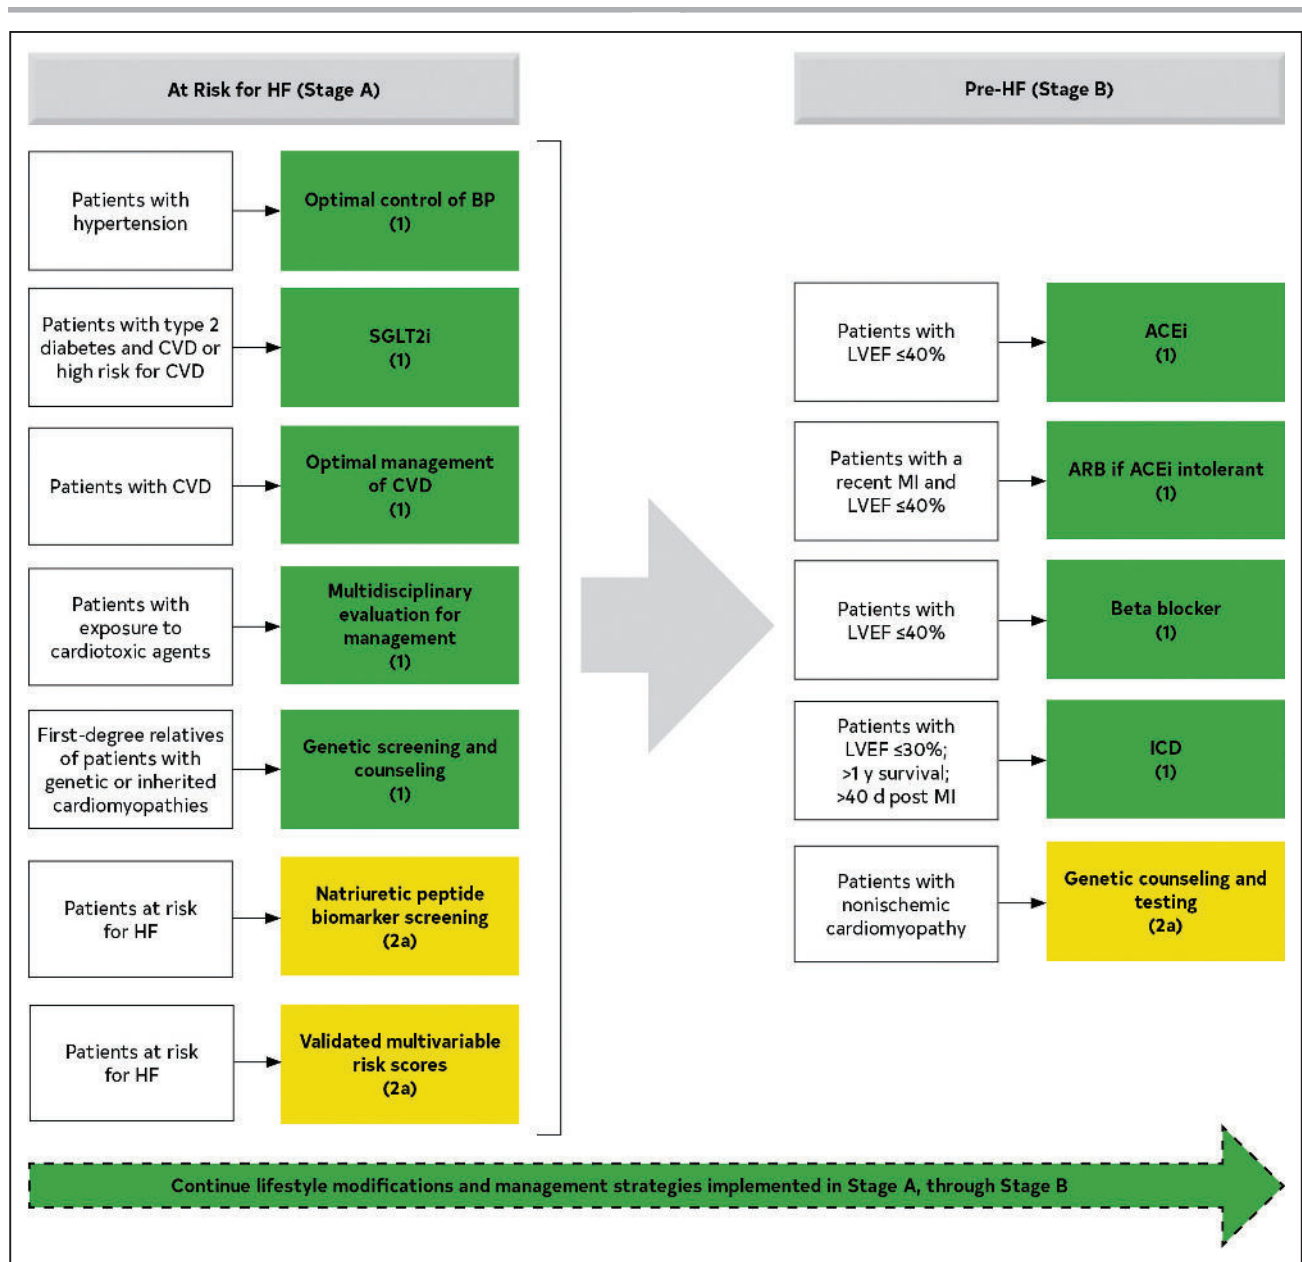 At Risk for HF (Stage A)
Patients with
hypertension
Optimal control of BP
(1)
Patients with type 2
diabetes and CVD or
high risk for CVD
SGLT2i
(1)
Patients with CVD
Optimal management
of CVD
(1)
Patients with
exposure to
cardiotoxic agents
Multidisciplinary
evaluation for
management
(1)
First-degree relatives
of patients with
genetic or inherited
cardiomyopathies
Genetic screening and
counseling
(1)
Patients at risk
for HF
Natriuretic peptide
biomarker screening
(2a)
Patients at risk
for HF
Validated multivariable
risk scores
(2a)
Pre-HF (Stage B)
Patients with
LVEF ≤40%
ACEi
(1)
Patients with a
recent MI and
LVEF ≤40%
ARB if ACEi intolerant
(1)
Patients with
LVEF ≤40%
Beta blocker
(1)
Patients with
LVEF ≤30%;
>1 y survival;
>40 d post MI
ICD
(1)
Patients with
nonischemic
cardiomyopathy
Genetic counseling and
testing
(2a)
Continue lifestyle modifications and management strategies implemented in Stage A, through Stage B